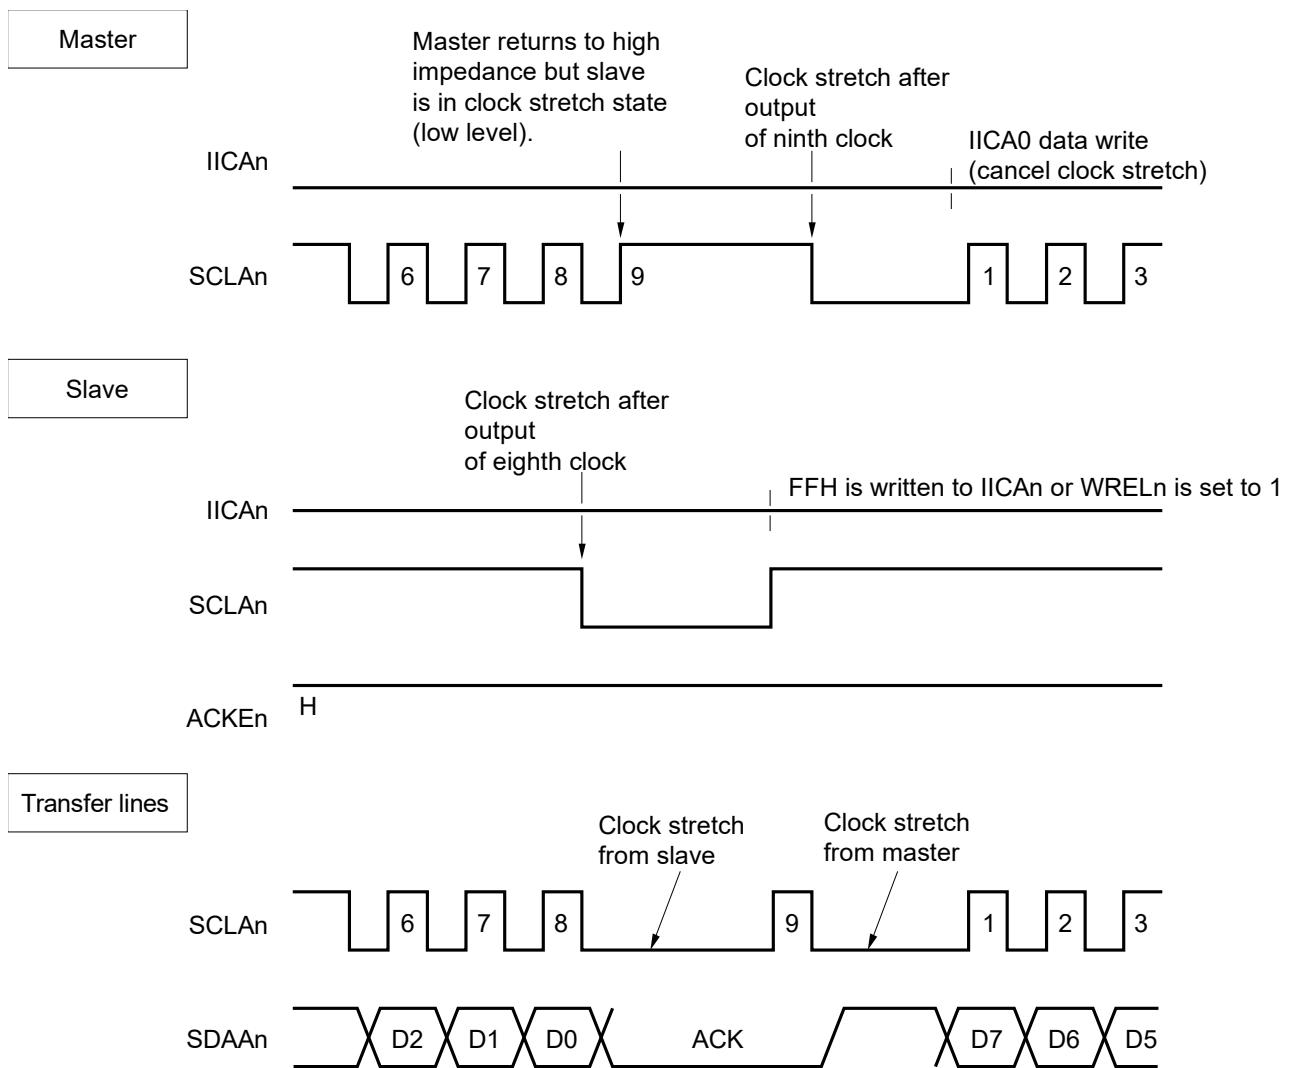 Master
Master returns to high
impedance but slave
is in clock stretch state
(low level).
Clock stretch after
output
of ninth clock
IICA0 data write
(cancel clock stretch)
IICAn
SCLAn
6 7 8 9 1 2 3
Slave
Clock stretch after
output
of eighth clock
FFH is written to IICAn or WRELn is set to 1
IICAn
SCLAn
H
ACKEn
Transfer lines
Clock stretch
from slave
Clock stretch
from master
SCLAn
6 7 8 9 1 2 3
SDAAn
D2 D1 D0 ACK D7 D6 D5